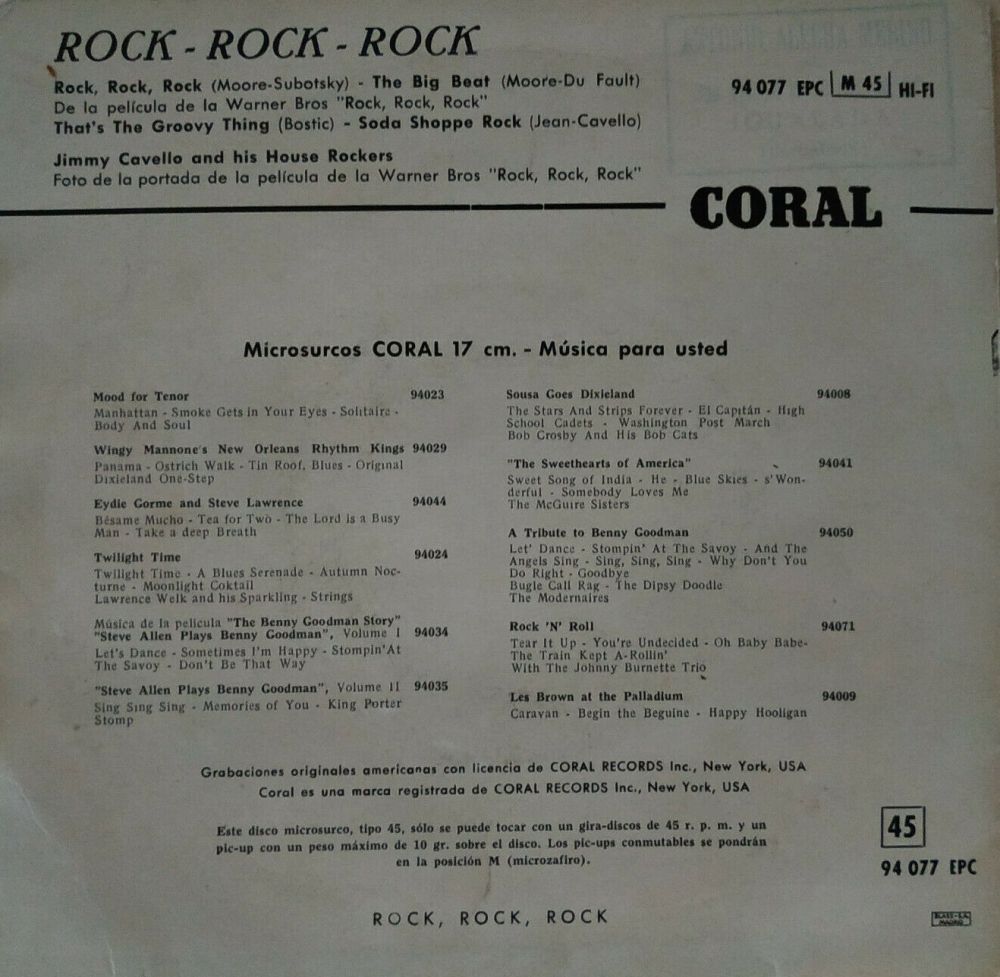 ROCK - ROCK - ROCK
Rock, Rock, Rock (Moore-Subotsky) - The Big Beat (Moore-Du Fault)
De la película de la Warner Bros "Rock, Rock, Rock"
That's The Groovy Thing (Bostic) - Soda Shoppe Rock (Jean-Cavello)
94 077 EPC M 45 HI-FI
Jimmy Cavello and his House Rockers
Foto de la portada de la película de la Warner Bros "Rock, Rock, Rock"
CORAL
Microsurcos CORAL 17 cm. - Música para usted
Mood for Tenor 94023
Manhattan - Smoke Gets in Your Eyes - Solitaire -
Body And Soul
Wingy Mannone's New Orleans Rhythm Kings 94029
Panama - Ostrich Walk - Tin Roof, Blues - Original
Dixieland One-Step
Eydie Gorme and Steve Lawrence 94044
Bésame Mucho - Tea for Two - The Lord is a Busy
Man - Take a deep Breath
Twilight Time 94024
Twilight Time - A Blues Serenade - Autumn Noc-
turne - Moonlight Coktail
Lawrence Welk and his Sparkling - Strings
Música de la película "The Benny Goodman Story"
"Steve Allen Plays Benny Goodman", Volume I 94034
Let's Dance - Sometimes I'm Happy - Stompin'At
The Savoy - Don't Be That Way
"Steve Allen Plays Benny Goodman", Volume II 94035
Sing Sing Sing - Memories of You - King Porter
Stomp
Sousa Goes Dixieland 94008
The Stars And Strips Forever - El Capitán - High
School Cadets - Washington Post March
Bob Crosby And His Bob Cats
"The Sweethearts of America" 94041
Sweet Song of India - He - Blue Skies - s'Won-
derful - Somebody Loves Me
The McGuire Sisters
A Tribute to Benny Goodman 94050
Let' Dance - Stompin' At The Savoy - And The
Angels Sing - Sing, Sing, Sing - Why Don't You
Do Right - Goodbye
Bugle Call Rag - The Dipsy Doodle
The Modernaires
Rock 'N' Roll 94071
Tear It Up - You're Undecided - Oh Baby Babe-
The Train Kept A-Rollin'
With The Johnny Burnette Trio
Les Brown at the Palladium 94009
Caravan - Begin the Beguine - Happy Hooligan
Grabaciones originales americanas con licencia de CORAL RECORDS Inc., New York, USA
Coral es una marca registrada de CORAL RECORDS Inc., New York, USA
Este disco microsurco, tipo 45, sólo se puede tocar con un gira-discos de 45 r. p. m. y un
pic-up con un peso máximo de 10 gr. sobre el disco. Los pic-ups conmutables se pondrán
en la posición M (microzafiro).
45
94 077 EPC
ROCK, ROCK, ROCK
MADRID